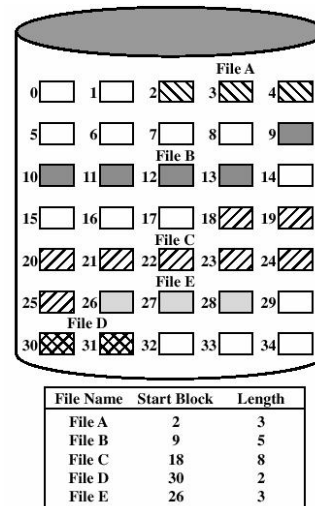 File A
0 1 2 3 4
5 6 7 8 9
File B
10 11 12 13 14
15 16 17 18 19
File C
20 21 22 23 24
File E
25 26 27 28 29
File D
30 31 32 33 34
File Name Start Block Length
File A 2 3
File B 9 5
File C 18 8
File D 30 2
File E 26 3